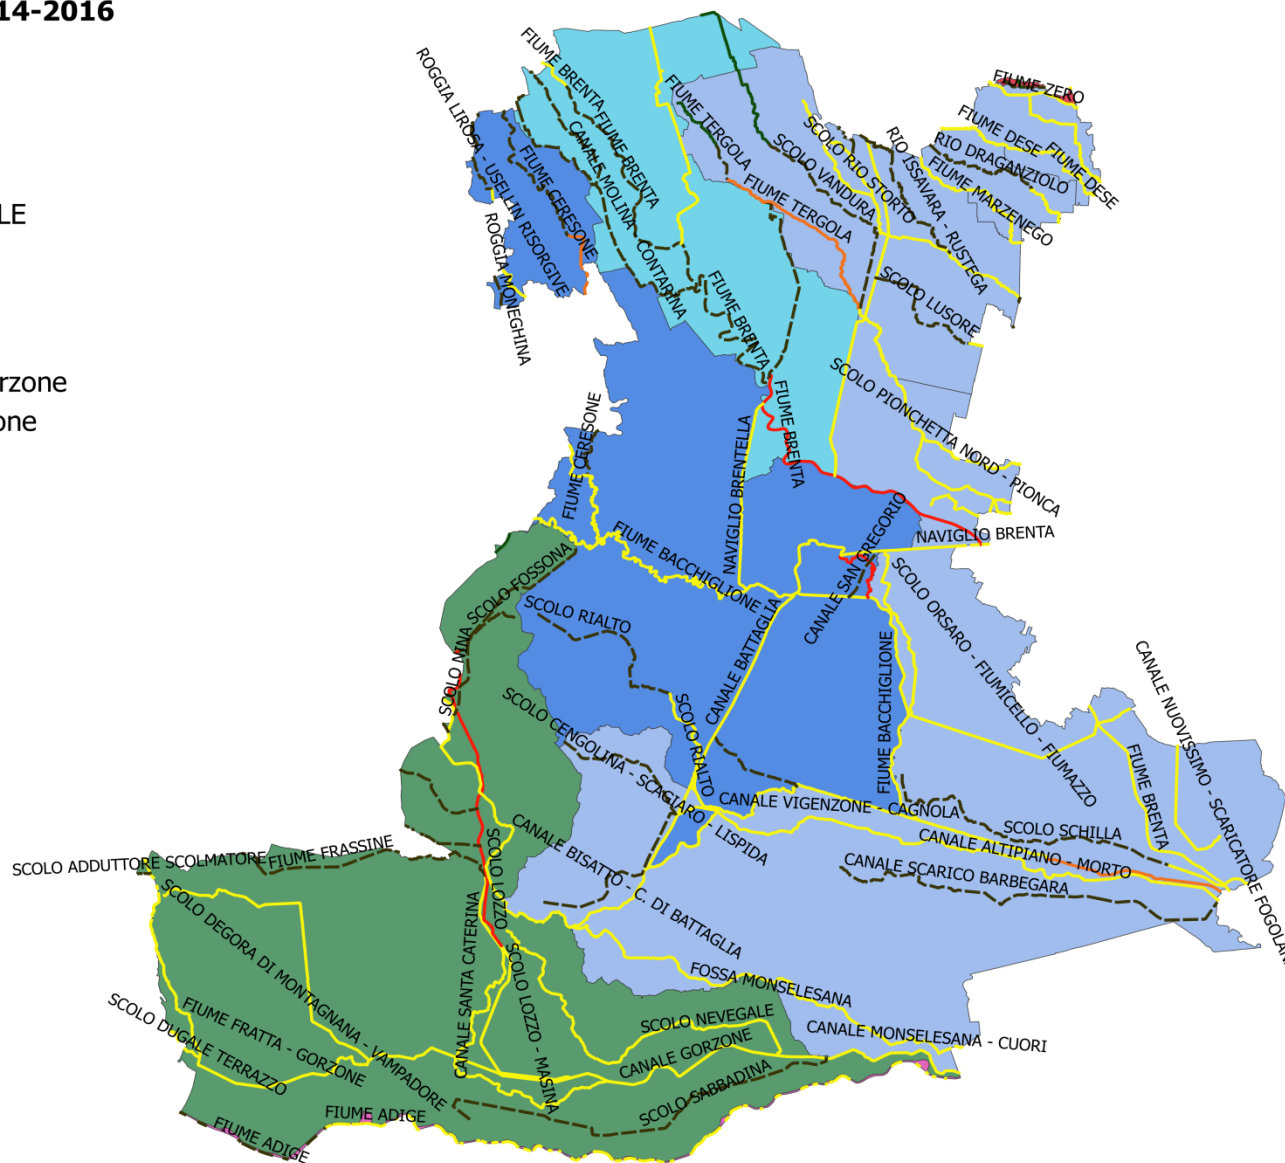 14-2016
LE
rzone
one
FIUME BRENTA
ROGGIA LIROSA - USELLIN RISORGIVE
FIUME ZERO
FIUME TERGOLA
FIUME BRENTA
CANALE MOLINA - CONTARINA
FIUME CERESONE
SCOLO RIO STORTO
SCOLO VANDURA
RIO ISSAVARA - RUSTEGA
FIUME DESE
RIO DRAGANZIOLO
FIUME DESE
FIUME MARZENEGO
FIUME TERGOLA
ROGGIA MONEGHINA
FIUME BRENTA
SCOLO LUSORE
SCOLO PIONCHETTA NORD - PIONCA
FIUME BRENTA
FIUME CERESONE
NAVIGLIO BRENTELLA
CANALE SAN GREGORIO
NAVIGLIO BRENTA
FIUME BACCHIGLIONE
SCOLO FOSSONA
SCOLO RIALTO
SCOLO ORSARO - FIUMICELLO - FIUMAZZO
CANALE BATTAGLIA
SCOLO NINA
FIUME BACCHIGLIONE
CANALE NUOVISSIMO - SCARICATORE FOGOLAN
SCOLO CENGOLINA - SCAGIARO - LISPIDA
SCOLO RIALTO
FIUME BRENTA
CANALE VIGENZONE - CAGNOLA
SCOLO SCHILLA
CANALE ALTIPIANO - MORTO
CANALE SCARICO BARBEGARA
CANALE BISATTO - C. DI BATTAGLIA
SCOLO LOZZO
FIUME FRASSINE
SCOLO ADDUTTORE SCOLMATORE
SCOLO DEGORA DI MONTAGNANA - VAMPADORE
CANALE SANTA CATERINA
SCOLO LOZZO - MASINA
FOSSA MONSELESANA
SCOLO NEVEGALE
CANALE MONSELESANA - CUORI
FIUME FRATTA - GORZONE
SCOLO DUGALE TERRAZZO
CANALE GORZONE
SCOLO SABBADINA
FIUME ADIGE
FIUME ADIGE